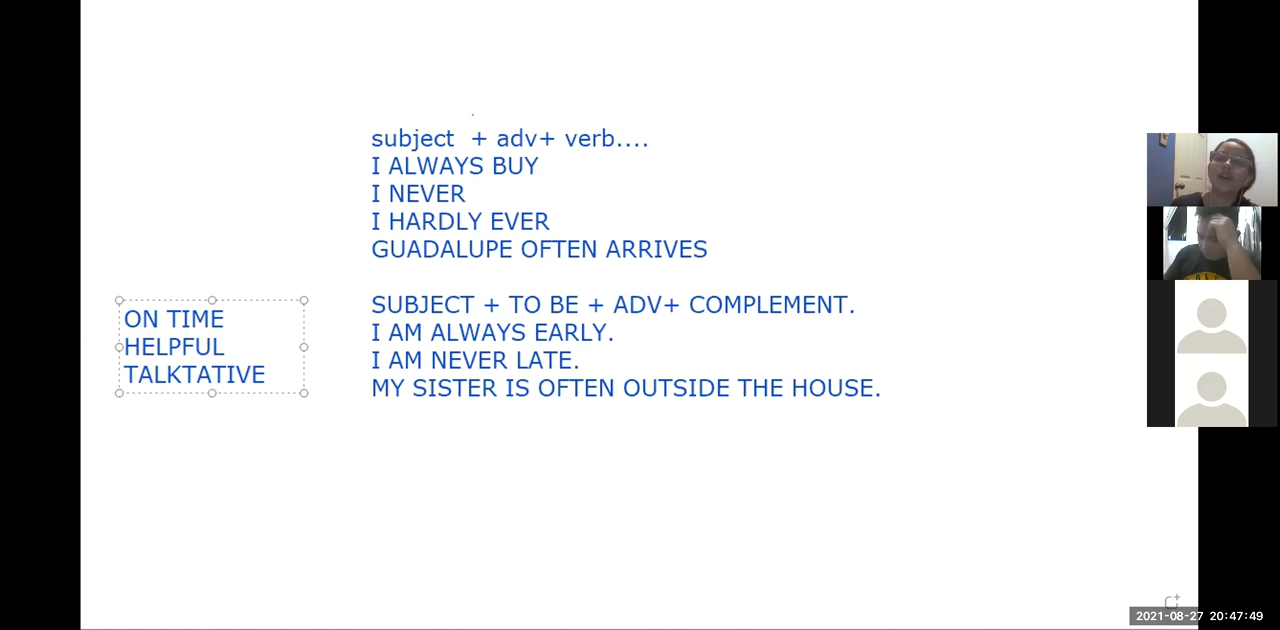 subject + adv+ verb....
I ALWAYS BUY
I NEVER
I HARDLY EVER
GUADALUPE OFTEN ARRIVES
SUBJECT + TO BE + ADV+ COMPLEMENT.
I AM ALWAYS EARLY.
I AM NEVER LATE.
MY SISTER IS OFTEN OUTSIDE THE HOUSE.
ON TIME
HELPFUL
TALKTATIVE
2021-08-27 20:47:49